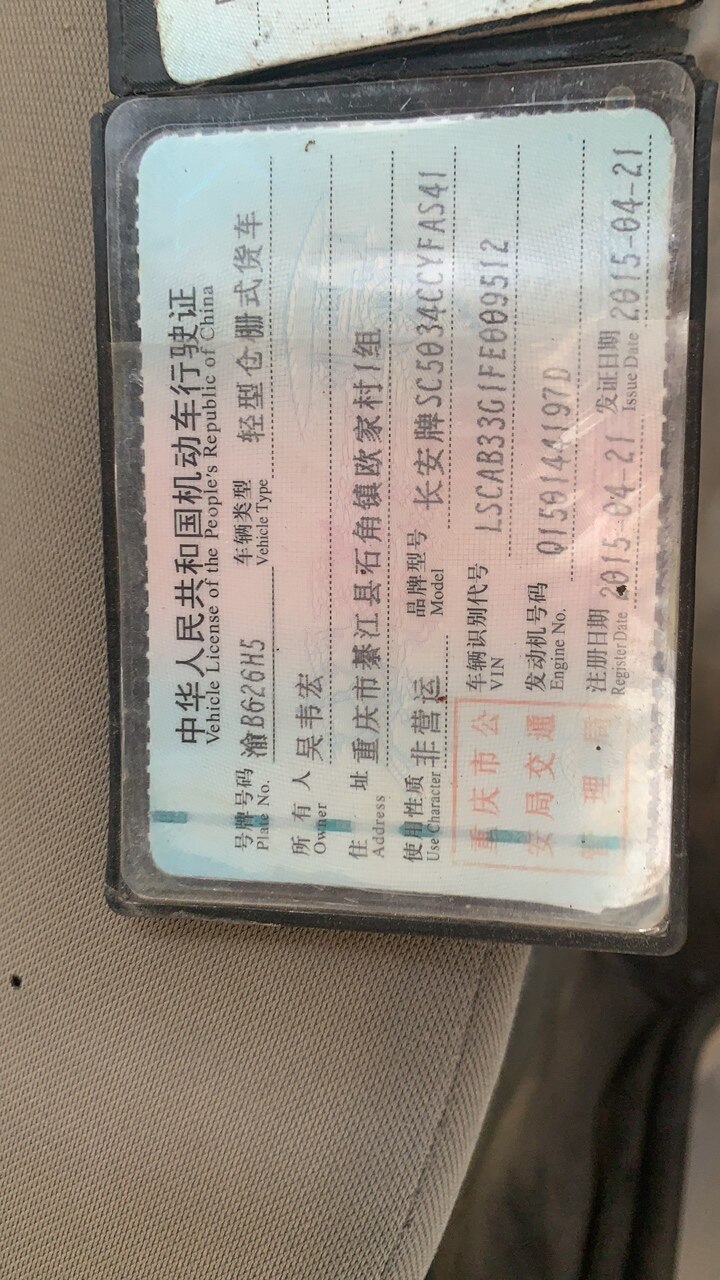 中华人民共和国机动车行驶证
Vehicle License of the People's Republic of China
号牌号码 渝B626H5 车辆类型 轻型仓栅式货车
Plate No. Vehicle Type
所有人 吴韦宏
Owner
住址 重庆市綦江县石角镇欧家村1组
Address
使用性质 非营运 品牌型号 长安牌SC5034CCYFAS41
Use Character Model
车辆识别代号 LSCAB33G1FE009512
VIN
发动机号码 Q150144197D
Engine No.
注册日期 2015-04-21 发证日期 2015-04-21
Register Date Issue Date
重庆市公
安局交通
管理局